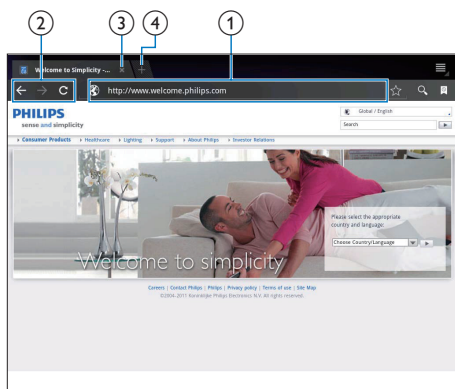 2 3 4 1
Welcome to Simplicity -...
http://www.welcome.philips.com
PHILIPS
sense and simplicity
Global / English
Search
Consumer Products Healthcare Lighting Support About Philips Investor Relations
Please select the appropriate
country and language:
Choose Country/Language
Welcome to simplicity
Careers | Contact Philips | Philips | Privacy policy | Terms of use | Site Map
©2004-2011 Koninklijke Philips Electronics N.V. All rights reserved.